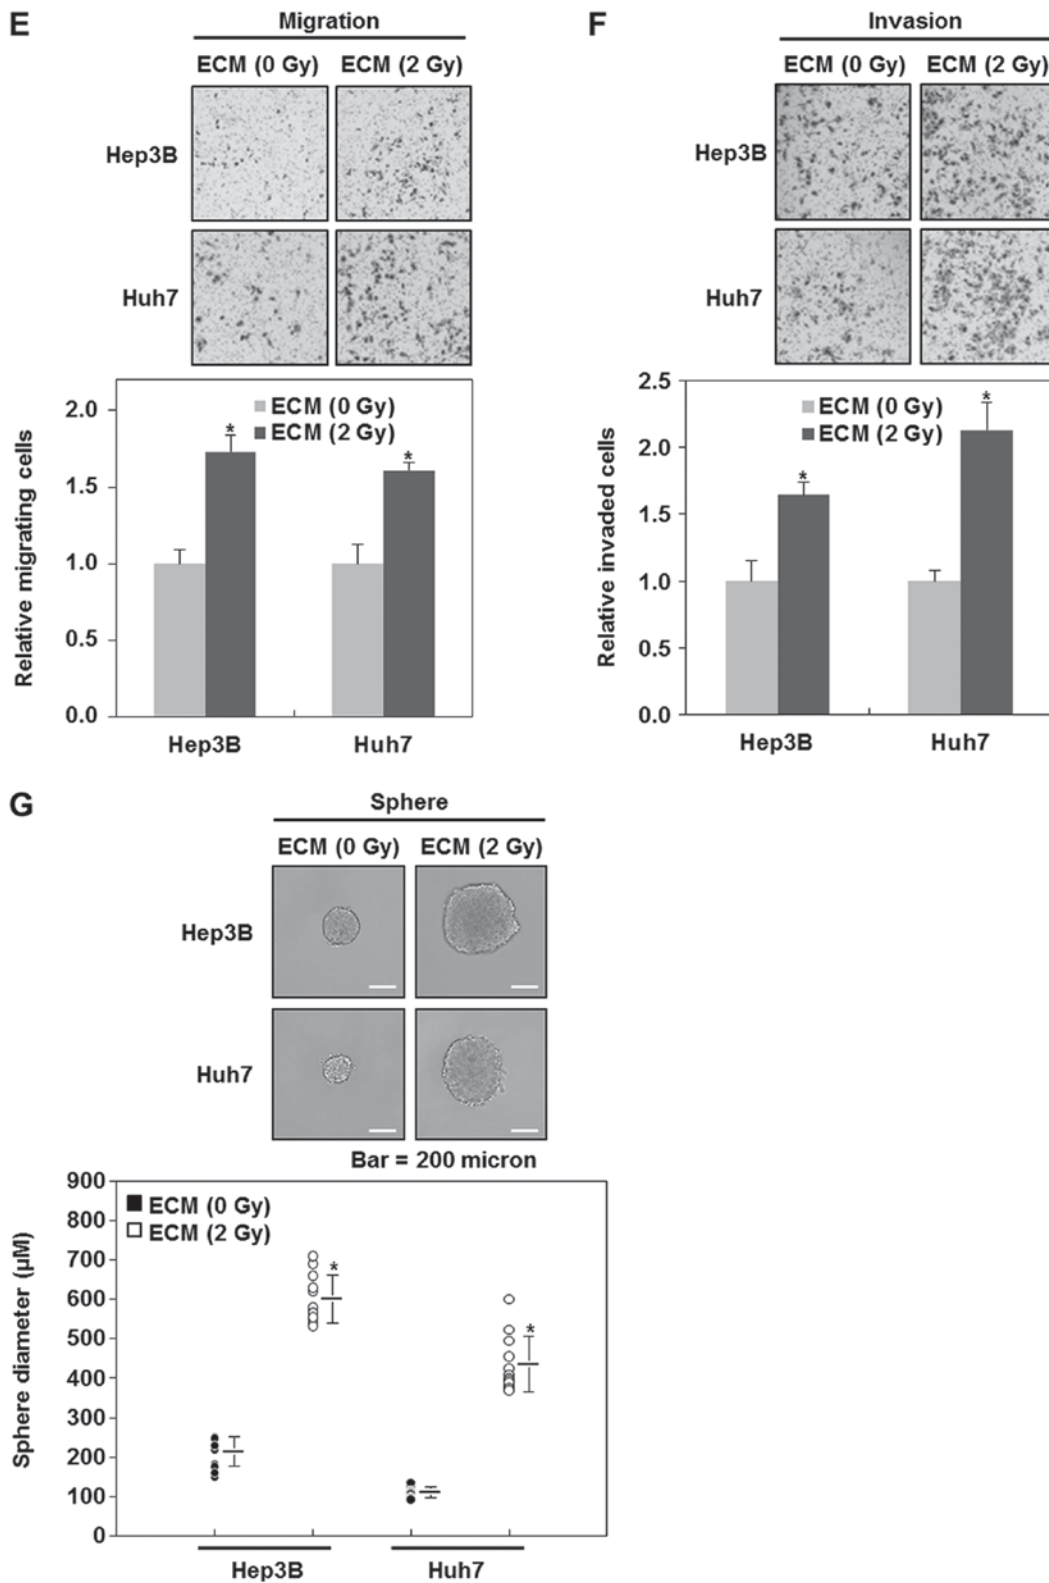 E
Migration
ECM (0 Gy) ECM (2 Gy)
Hep3B
Huh7
2.0
1.5
1.0
0.5
0.0
Relative migrating cells
ECM (0 Gy)
ECM (2 Gy)
*
*
Hep3B Huh7
F
Invasion
ECM (0 Gy) ECM (2 Gy)
Hep3B
Huh7
2.5
2.0
1.5
1.0
0.5
0.0
Relative invaded cells
ECM (0 Gy)
ECM (2 Gy)
*
*
Hep3B Huh7
G
Sphere
ECM (0 Gy) ECM (2 Gy)
Hep3B
Huh7
Bar = 200 micron
900
800
700
600
500
400
300
200
100
0
Sphere diameter (μM)
ECM (0 Gy)
ECM (2 Gy)
*
*
Hep3B Huh7